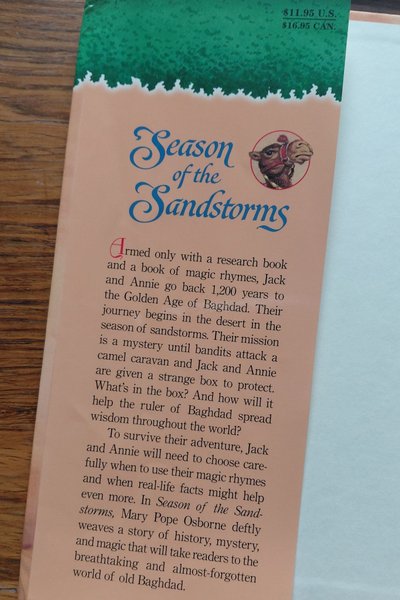 $11.95 U.S.
$16.95 CAN.
Season
of the
Sandstorms
Armed only with a research book
and a book of magic rhymes, Jack
and Annie go back 1,200 years to
the Golden Age of Baghdad. Their
journey begins in the desert in the
season of sandstorms. Their mission
is a mystery until bandits attack a
camel caravan and Jack and Annie
are given a strange box to protect.
What's in the box? And how will it
help the ruler of Baghdad spread
wisdom throughout the world?
To survive their adventure, Jack
and Annie will need to choose care-
fully when to use their magic rhymes
and when real-life facts might help
even more. In Season of the Sand-
storms, Mary Pope Osborne deftly
weaves a story of history, mystery,
and magic that will take readers to the
breathtaking and almost-forgotten
world of old Baghdad.